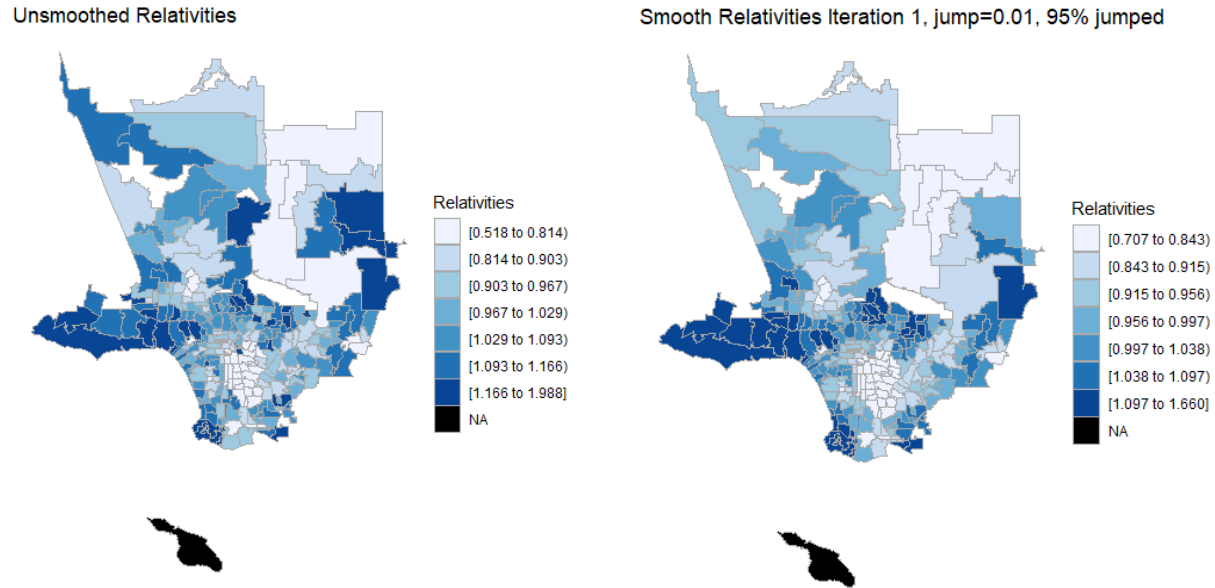 Unsmoothed Relativities
Smooth Relativities Iteration 1, jump=0.01, 95% jumped
Relativities
[0.518 to 0.814)
[0.814 to 0.903)
[0.903 to 0.967)
[0.967 to 1.029)
[1.029 to 1.093)
[1.093 to 1.166)
[1.166 to 1.988]
NA
Relativities
[0.707 to 0.843)
[0.843 to 0.915)
[0.915 to 0.956)
[0.956 to 0.997)
[0.997 to 1.038)
[1.038 to 1.097)
[1.097 to 1.660]
NA